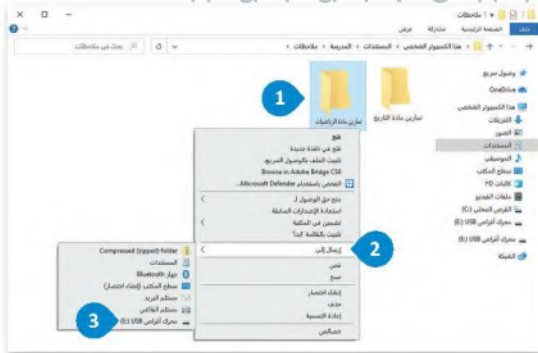 ملاحظات
ملف
الصفحة الرئيسية
مشاركة
عرض
هذا الكمبيوتر الشخصي › المستندات › المدرسة › ملاحظات
بحث في ملاحظات
وصول سريع
OneDrive
هذا الكمبيوتر الشخصي
التنزيلات
الصور
المستندات
الموسيقى
سطح المكتب
ملفات الفيديو
القرص المحلي (C:)
محرك أقراص USB (E:)
محرك أقراص USB (E:)
الشبكة
تمارين مادة التاريخ
تمارين مادة الرياضيات
1
فتح
فتح في نافذة جديدة
تثبيت الملف بالوصول السريع
Browse in Adobe Bridge CS6
الفحص باستخدام Microsoft Defender...
منح حق الوصول لـ
استعادة الإصدارات السابقة
تضمين في المكتبة
تثبيت بالقائمة "ابدأ"
إرسال إلى
2
قص
نسخ
إنشاء اختصار
حذف
إعادة التسمية
خصائص
Compressed (zipped) folder
المستندات
جهاز Bluetooth
سطح المكتب (إنشاء اختصار)
مستلم البريد
مستلم الفاكس
محرك أقراص USB (E:)
3